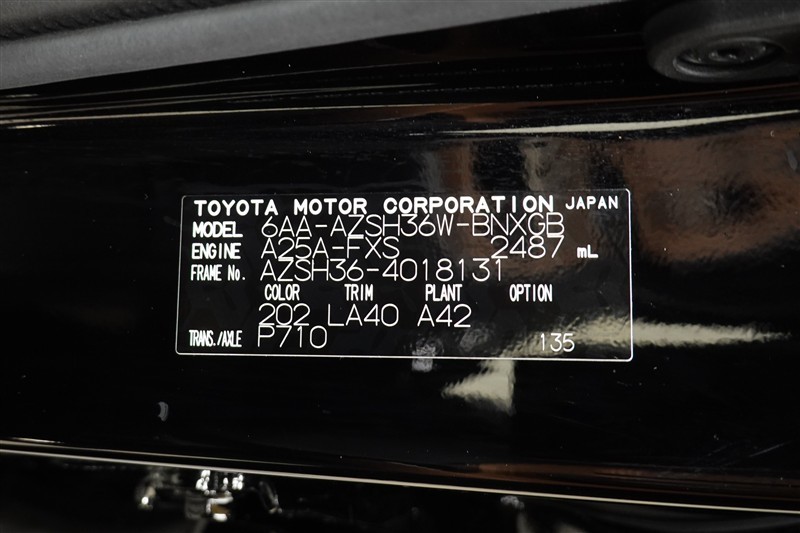 TOYOTA MOTOR CORPORATION JAPAN
MODEL 6AA-AZSH36W-BNXGB
ENGINE A25A-FXS 2487 mL
FRAME No. AZSH36-4018131
COLOR TRIM PLANT OPTION
202 LA40 A42
TRANS./AXLE P710 135